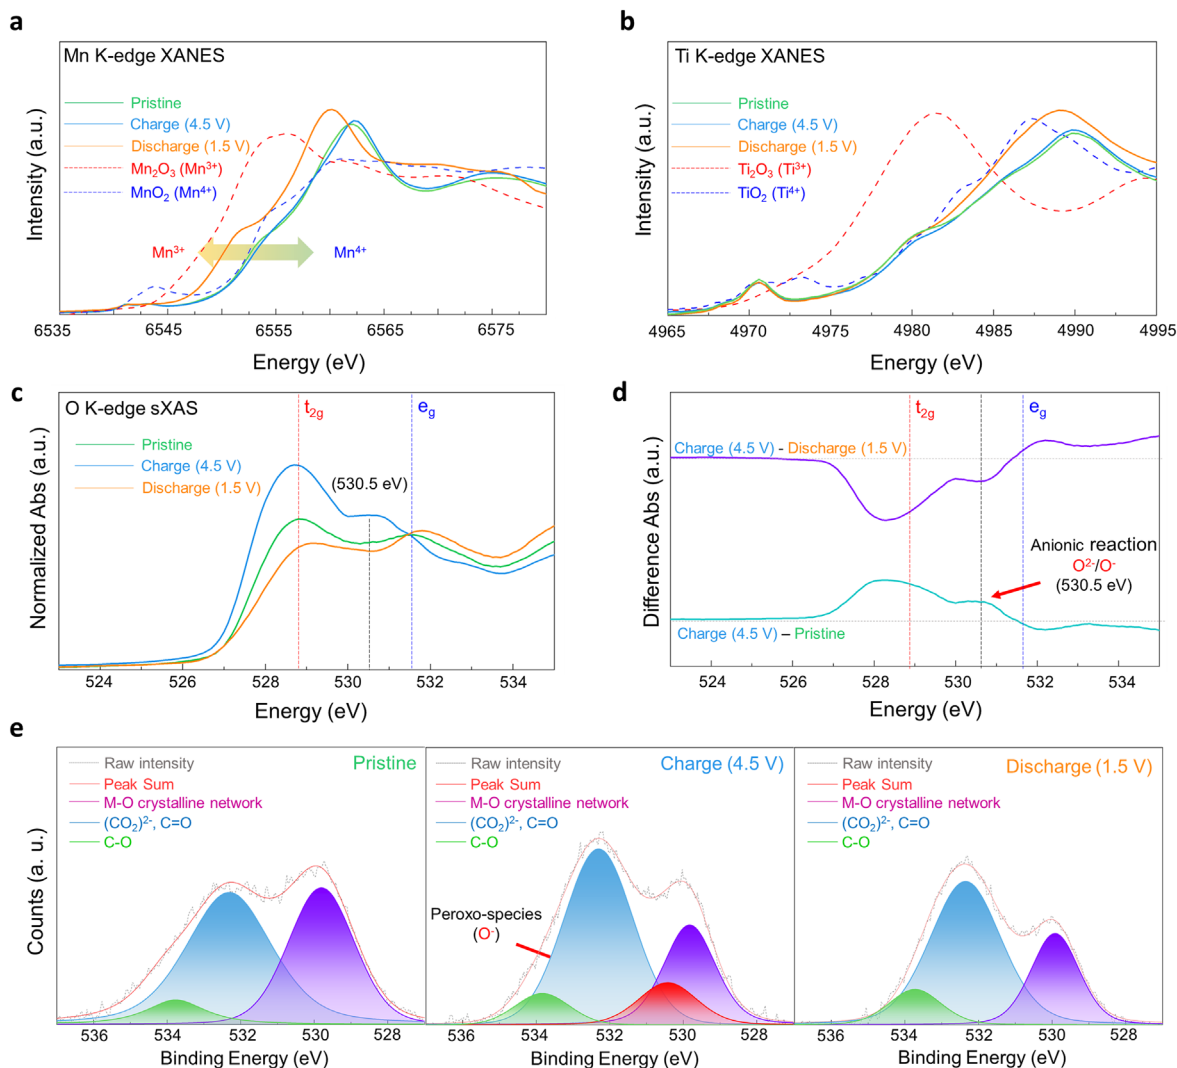 a
Mn K-edge XANES
Pristine
Charge (4.5 V)
Discharge (1.5 V)
Mn₂O₃ (Mn³⁺)
MnO₂ (Mn⁴⁺)
Mn³⁺
Mn⁴⁺
Intensity (a.u.)
6535
6545
6555
6565
6575
Energy (eV)
b
Ti K-edge XANES
Pristine
Charge (4.5 V)
Discharge (1.5 V)
Ti₂O₃ (Ti³⁺)
TiO₂ (Ti⁴⁺)
Intensity (a.u.)
4965
4970
4975
4980
4985
4990
4995
Energy (eV)
c
O K-edge sXAS
t₂g
e_g
Pristine
Charge (4.5 V)
Discharge (1.5 V)
(530.5 eV)
Normalized Abs (a.u.)
524
526
528
530
532
534
Energy (eV)
d
t₂g
e_g
Charge (4.5 V) - Discharge (1.5 V)
Anionic reaction
O²⁻/O⁻
(530.5 eV)
Charge (4.5 V) – Pristine
Difference Abs (a.u.)
524
526
528
530
532
534
Energy (eV)
e
Raw intensity
Peak Sum
M-O crystalline network
(CO₂)²⁻, C=O
C-O
Pristine
Counts (a. u.)
536
534
532
530
528
Binding Energy (eV)
Raw intensity
Peak Sum
M-O crystalline network
(CO₂)²⁻, C=O
C-O
Charge (4.5 V)
Peroxo-species
(O⁻)
534
532
530
528
Binding Energy (eV)
Raw intensity
Peak Sum
M-O crystalline network
(CO₂)²⁻, C=O
C-O
Discharge (1.5 V)
536
534
532
530
528
Binding Energy (eV)